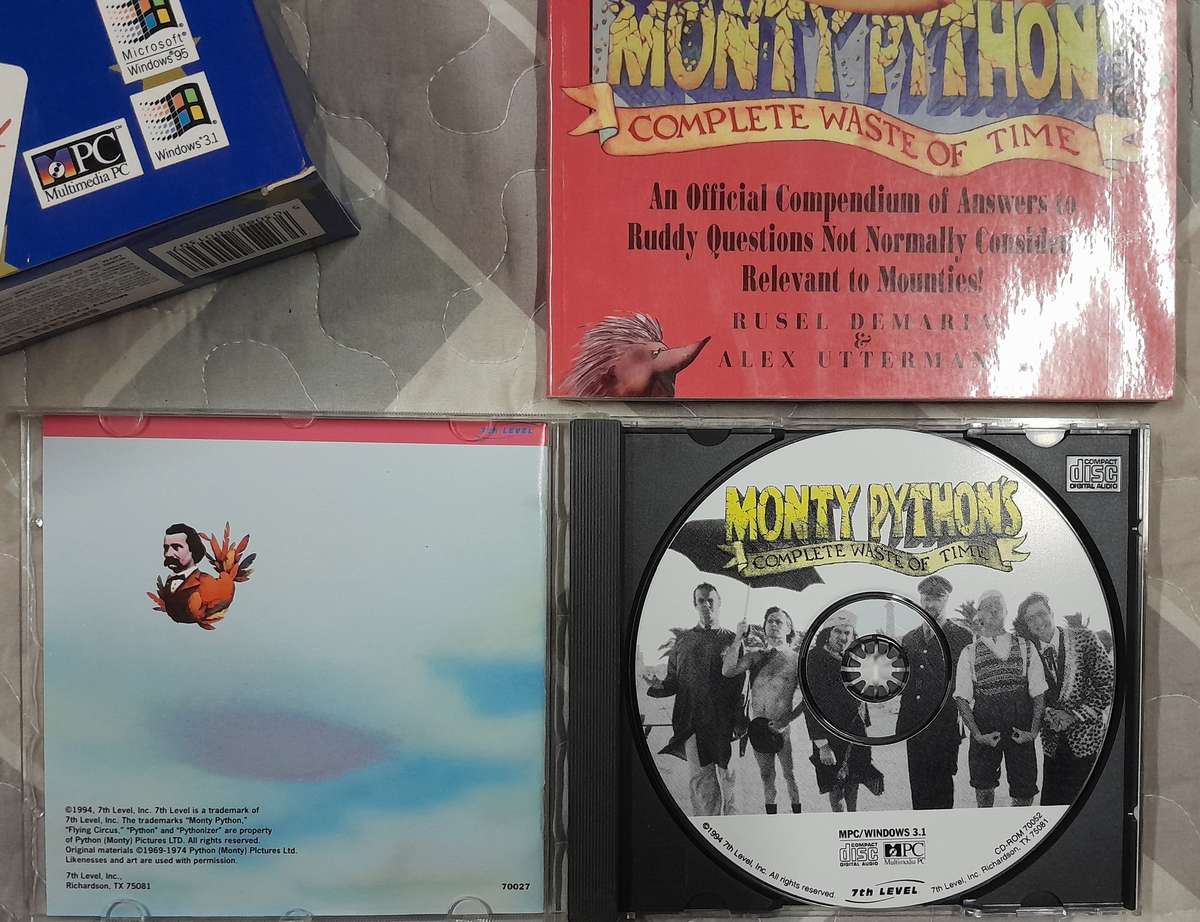 Microsoft®
Windows®95
Windows®3.1
MPC™
Multimedia PC
MONTY PYTHON
COMPLETE WASTE OF TIME
An Official Compendium of Answers to
Ruddy Questions Not Normally
Relevant to Mounties!
RUSEL DEMARIA
&
ALEX UTTERMAN
7th LEVEL
©1994, 7th Level, Inc. 7th Level is a trademark of
7th Level, Inc. The trademarks “Monty Python,”
“Flying Circus,” “Python” and “Pythonizer” are property
of Python (Monty) Pictures LTD. All rights reserved.
Original materials ©1969-1974 Python (Monty) Pictures Ltd.
Likenesses and art are used with permission.
7th Level, Inc.,
Richardson, TX 75081
70027
COMPACT
disc
DIGITAL AUDIO
MONTY PYTHON'S
COMPLETE WASTE OF TIME
MPC/WINDOWS 3.1
COMPACT
disc
DIGITAL AUDIO
MPC
Multimedia PC
7th LEVEL
©1994 7th Level, Inc. All rights reserved.
CD-ROM 70052
7th Level, Inc. Richardson, TX. 75081